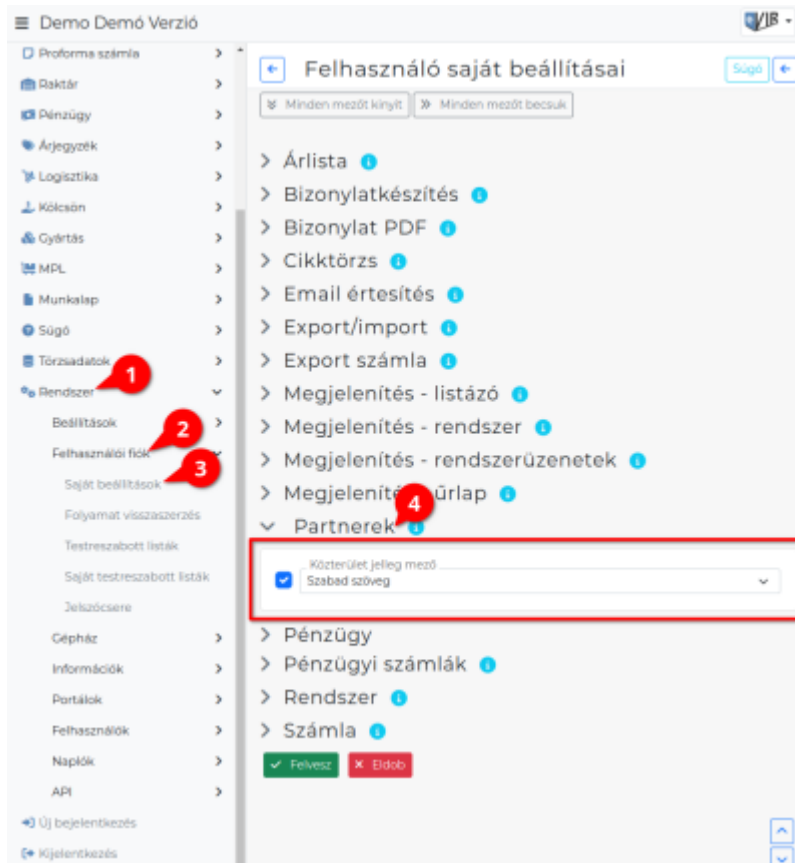 Demo Demó Verzió
VIR
Proforma számla
Raktár
Pénzügy
Árjegyzék
Logisztika
Kölcsön
Gyártás
MPL
Munkalap
Súgó
Törzsadatok
1
Rendszer
Beállítások
2
Felhasználói fiók
3
Saját beállítások
Folyamat visszaszerzés
Testreszabott listák
Saját testreszabott listák
Jelszócsere
Gépház
Információk
Portálok
Felhasználók
Naplók
API
Új bejelentkezés
Kijelentkezés
Felhasználó saját beállításai
Súgó
Minden mezőt kinyit
Minden mezőt becsuk
Árlista
Bizonylatkészítés
Bizonylat PDF
Cikktörzs
Email értesítés
Export/import
Export számla
Megjelenítés - listázó
Megjelenítés - rendszer
Megjelenítés - rendszerüzenetek
Megjelenít űrlap
4
Partnerek
Közterület jelleg mező
Szabad szöveg
Pénzügy
Pénzügyi számlák
Rendszer
Számla
Felvesz
Eldob